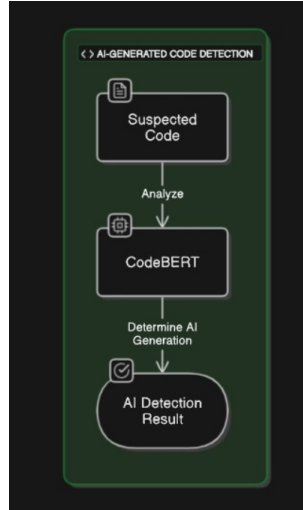 <> AI-GENERATED CODE DETECTION
Suspected
Code
Analyze
CodeBERT
Determine AI
Generation
AI Detection
Result